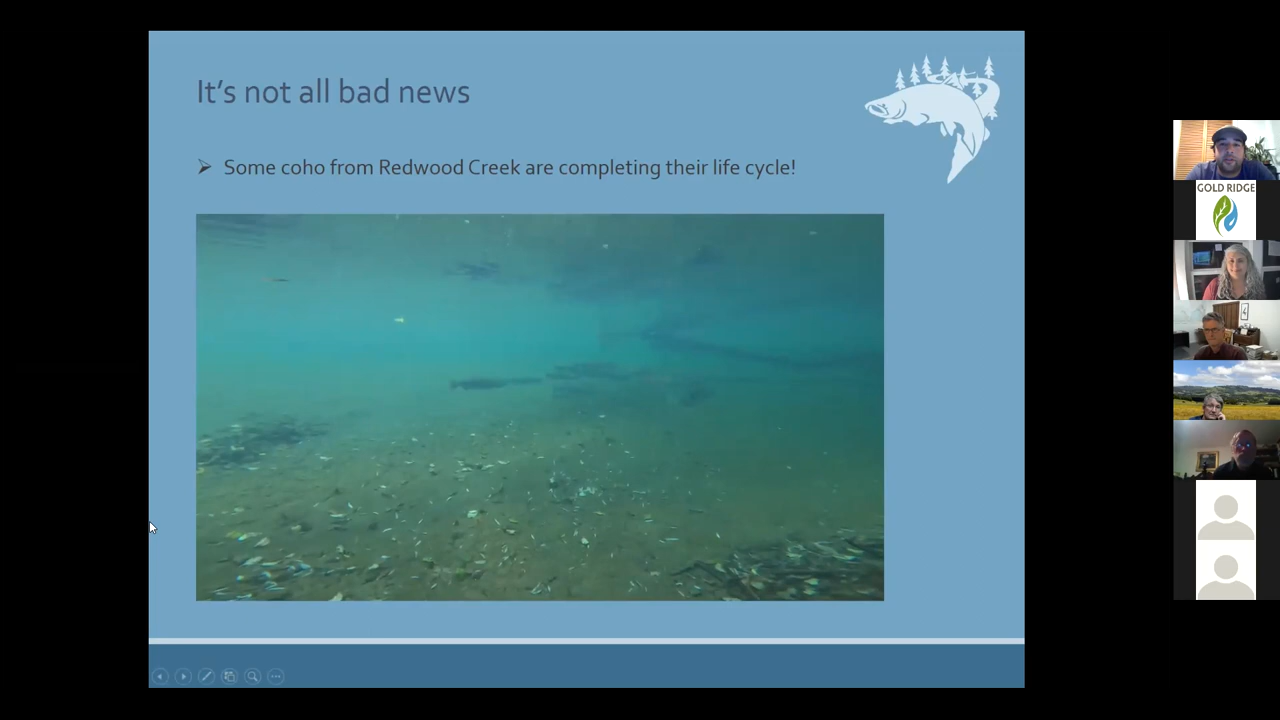 It's not all bad news
Some coho from Redwood Creek are completing their life cycle!
GOLD RIDGE